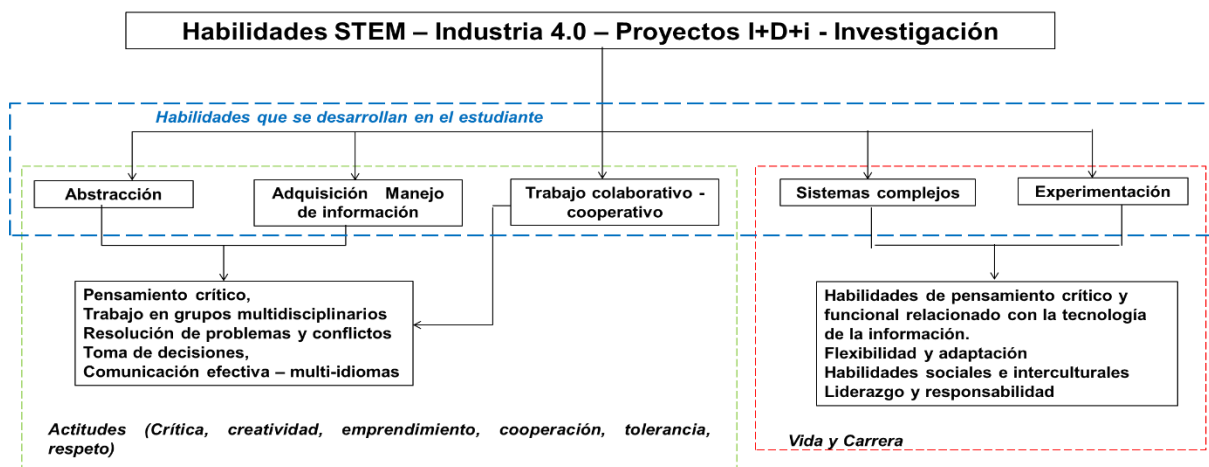 Habilidades STEM – Industria 4.0 – Proyectos I+D+i - Investigación
Habilidades que se desarrollan en el estudiante
Abstracción
Adquisición Manejo
de información
Trabajo colaborativo -
cooperativo
Sistemas complejos
Experimentación
Pensamiento crítico,
Trabajo en grupos multidisciplinarios
Resolución de problemas y conflictos
Toma de decisiones,
Comunicación efectiva – multi-idiomas
Habilidades de pensamiento crítico y
funcional relacionado con la tecnología
de la información.
Flexibilidad y adaptación
Habilidades sociales e interculturales
Liderazgo y responsabilidad
Actitudes (Crítica, creatividad, emprendimiento, cooperación, tolerancia,
respeto)
Vida y Carrera